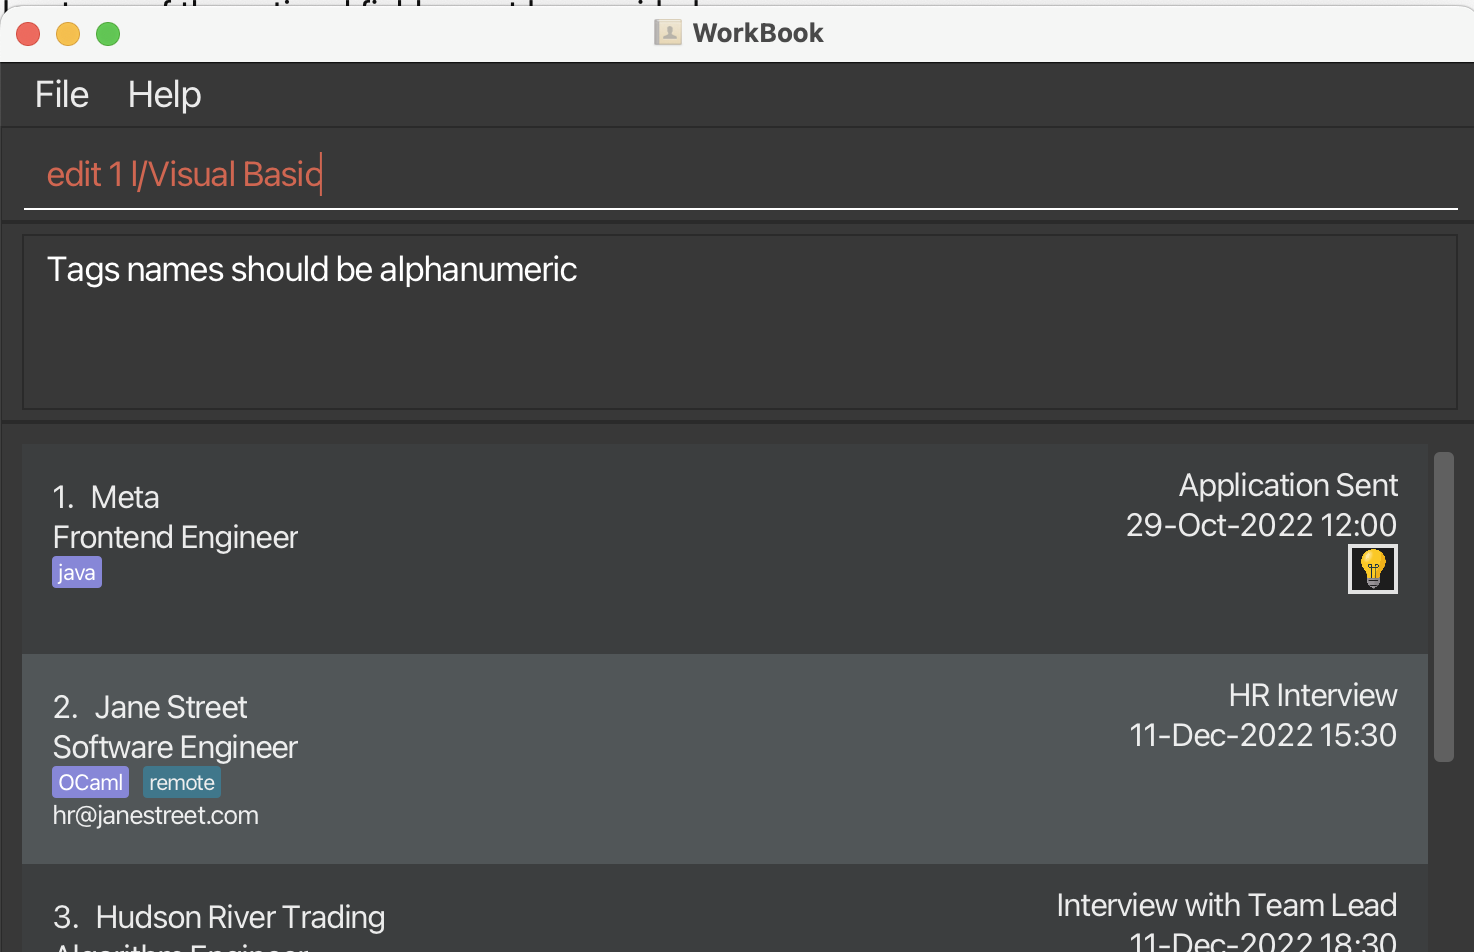 WorkBook
File Help
edit 1 l/Visual Basic
Tags names should be alphanumeric
1. Meta
Application Sent
Frontend Engineer
29-Oct-2022 12:00
java
2. Jane Street
HR Interview
Software Engineer
11-Dec-2022 15:30
OCaml remote
hr@janestreet.com
3. Hudson River Trading
Interview with Team Lead
Algorithm Engineer
11-Dec-2022 18:30